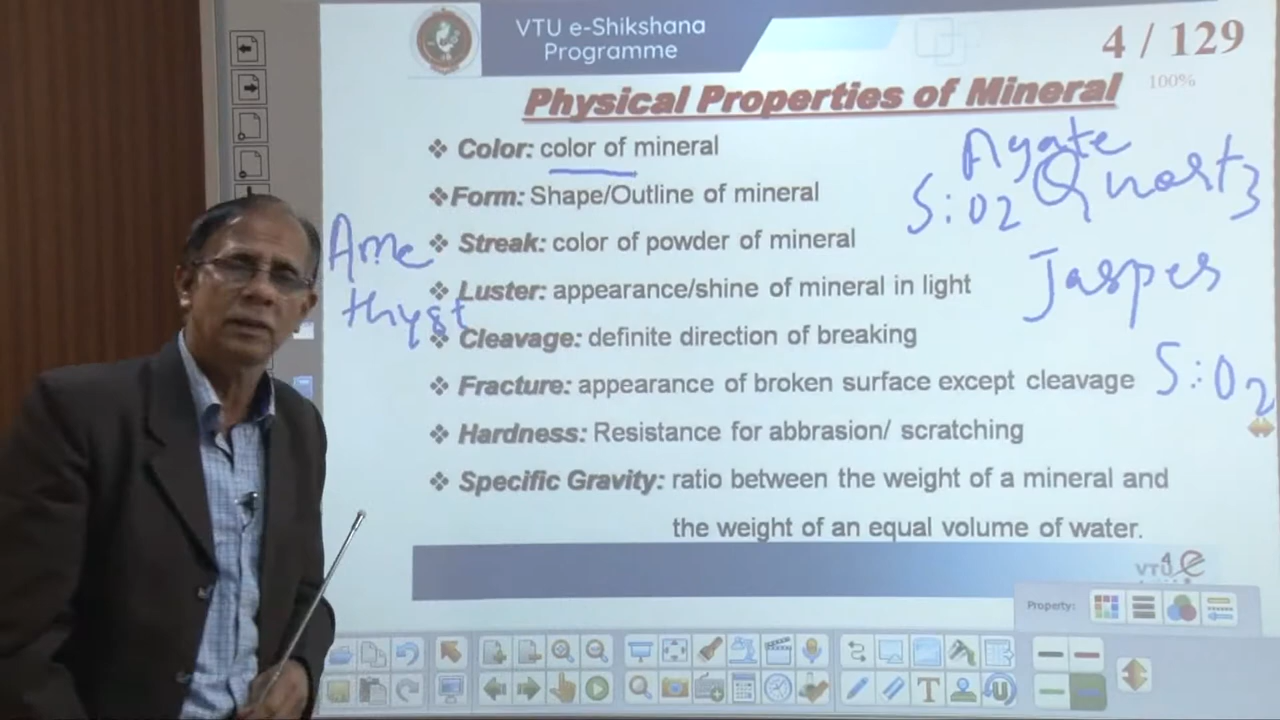 VTU e-Shikshana
Programme
4 / 129
100%
Physical Properties of Mineral
❖ Color: color of mineral
Agate
SiO2 Quartz
❖ Form: Shape/Outline of mineral
Ame
thyst
❖ Streak: color of powder of mineral
❖ Luster: appearance/shine of mineral in light
Jasper
❖ Cleavage: definite direction of breaking
❖ Fracture: appearance of broken surface except cleavage
SiO2
❖ Hardness: Resistance for abbrasion/ scratching
❖ Specific Gravity: ratio between the weight of a mineral and
the weight of an equal volume of water.
VTU e
4
Property:
T